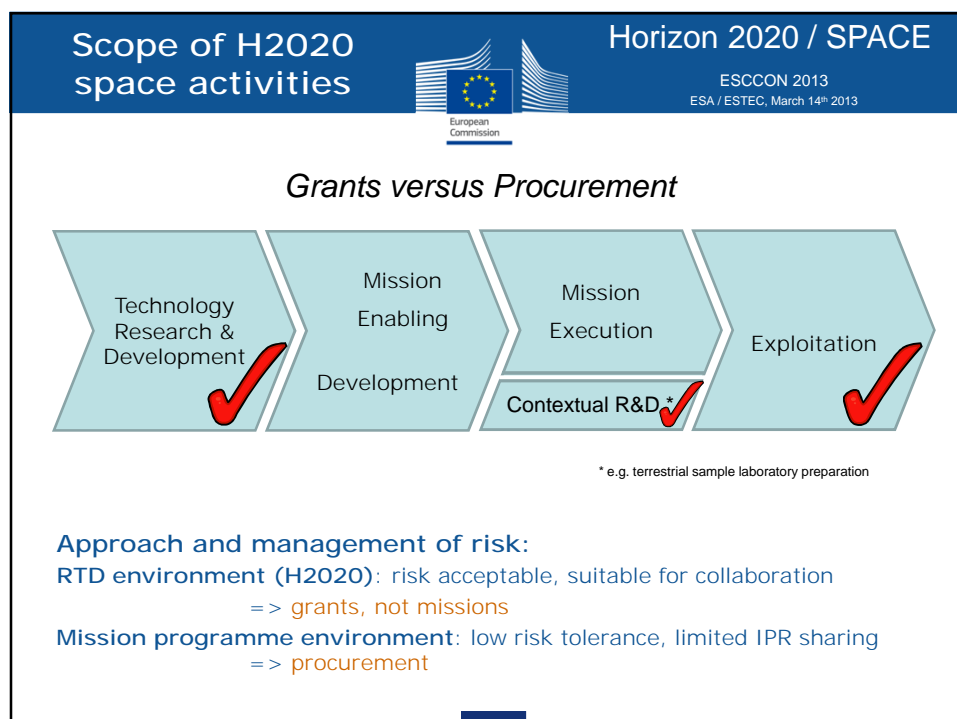 Scope of H2020
space activities
European
Commission
Horizon 2020 / SPACE
ESCCON 2013
ESA / ESTEC, March 14th 2013
Grants versus Procurement
Technology
Research &
Development
Mission
Enabling
Development
Mission
Execution
Contextual R&D *
Exploitation
* e.g. terrestrial sample laboratory preparation
Approach and management of risk:
RTD environment (H2020): risk acceptable, suitable for collaboration
=> grants, not missions
Mission programme environment: low risk tolerance, limited IPR sharing
=> procurement